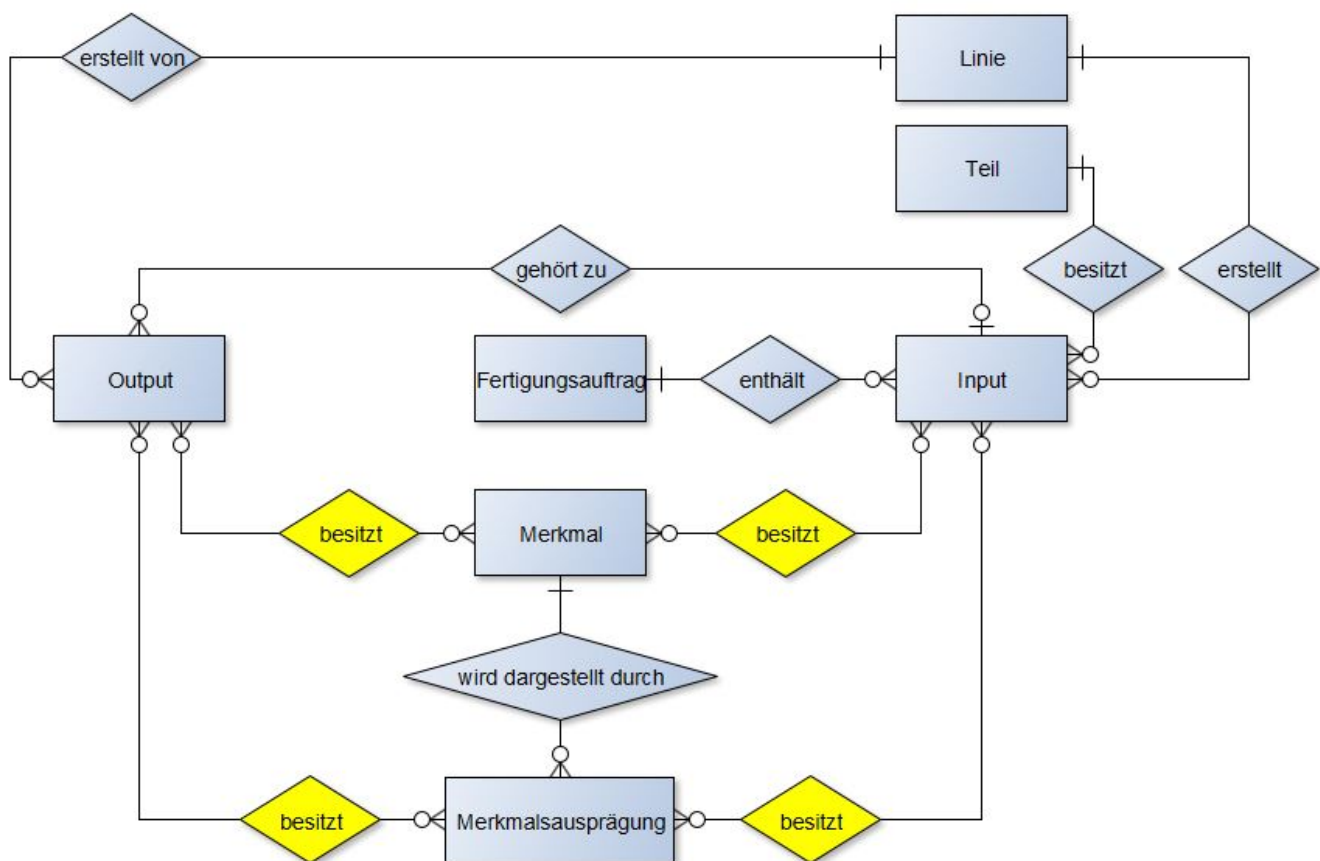 erstellt von
Linie
Teil
gehört zu
besitzt
erstellt
Output
Fertigungsauftrag
enthält
Input
besitzt
Merkmal
besitzt
wird dargestellt durch
besitzt
Merkmalsausprägung
besitzt